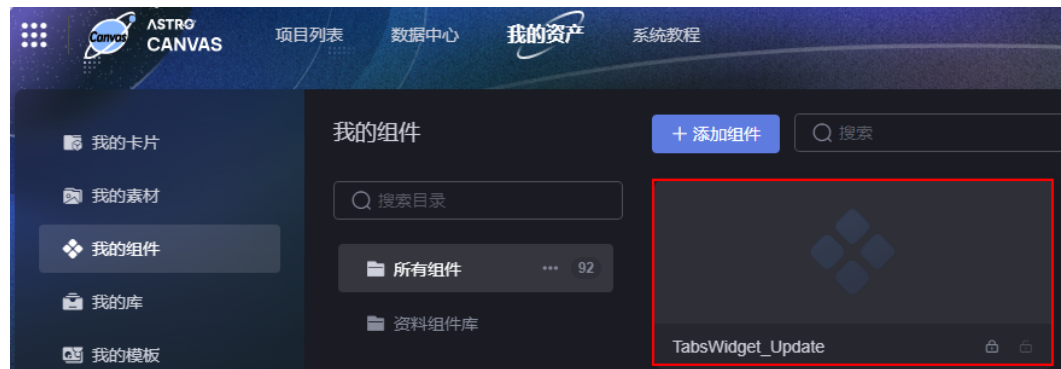 Canvas
ASTRO
CANVAS
项目列表
数据中心
我的资产
系统教程
我的卡片
我的素材
我的组件
我的库
我的模板
我的组件
搜索目录
所有组件 ··· 92
资料组件库
+ 添加组件
搜索
TabsWidget_Update